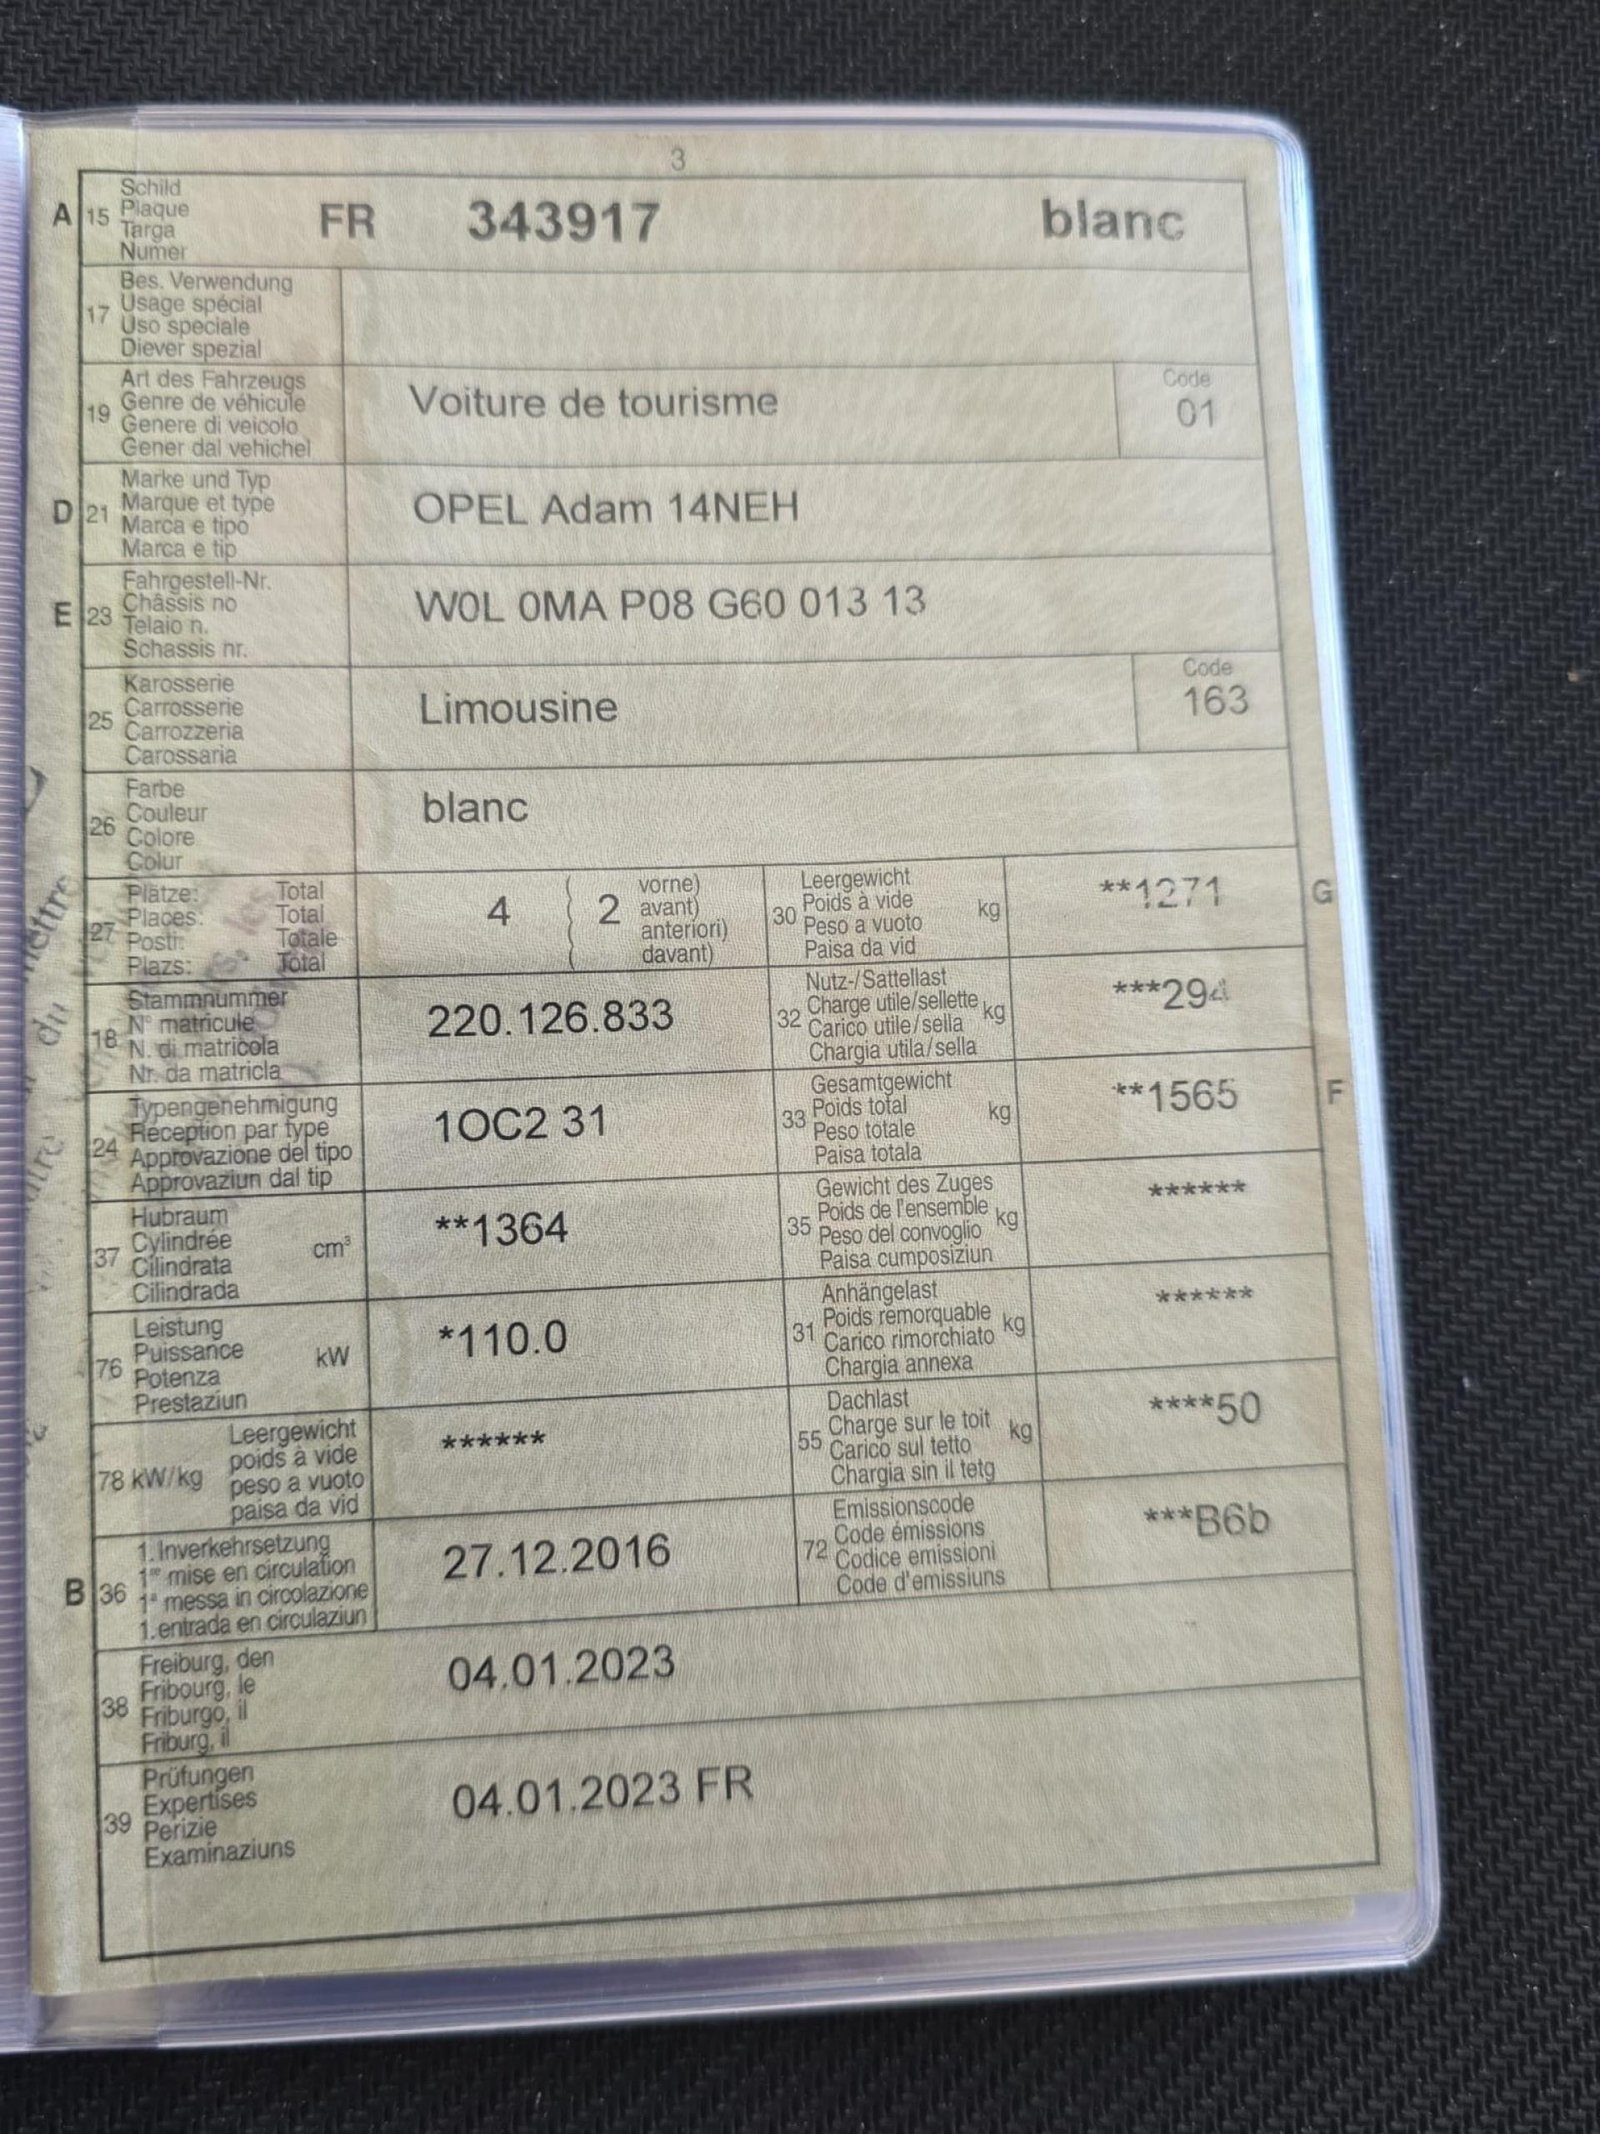 3
A 15 Schild
Plaque
Targa
Numer
FR 343917 blanc
17 Bes. Verwendung
Usage spécial
Uso speciale
Diever spezial
19 Art des Fahrzeugs
Genre de véhicule
Genere di veicolo
Gener dal vehichel
Voiture de tourisme
Code
01
D 21 Marke und Typ
Marque et type
Marca e tipo
Marca e tip
OPEL Adam 14NEH
E 23 Fahrgestell-Nr.
Châssis no
Telaio n.
Schassis nr.
W0L 0MA P08 G60 013 13
25 Karosserie
Carrosserie
Carrozzeria
Carossaria
Limousine
Code
163
26 Farbe
Couleur
Colore
Colur
blanc
27 Plätze: Total
Places: Total
Posti: Totale
Plazs: Total
4 ( 2 vorne)
avant)
anteriori)
davant)
30 Leergewicht
Poids à vide
Peso a vuoto
Paisa da vid
kg
**1271 G
18 Stammnummer
N° matricule
N. di matricola
Nr. da matricla
220.126.833
32 Nutz-/Sattellast
Charge utile/sellette
Carico utile/sella
Chargia utila/sella
kg
***294
24 Typengenehmigung
Réception par type
Approvazione del tipo
Approvaziun dal tip
1OC2 31
33 Gesamtgewicht
Poids total
Peso totale
Paisa totala
kg
**1565 F
37 Hubraum
Cylindrée
Cilindrata
Cilindrada
cm³
**1364
35 Gewicht des Zuges
Poids de l'ensemble
Peso del convoglio
Paisa cumposiziun
kg
******
76 Leistung
Puissance
Potenza
Prestaziun
kW
*110.0
31 Anhängelast
Poids remorquable
Carico rimorchiato
Chargia annexa
kg
******
78 kW/kg Leergewicht
poids à vide
peso a vuoto
paisa da vid
******
55 Dachlast
Charge sur le toit
Carico sul tetto
Chargia sin il tetg
kg
****50
B 36 1. Inverkehrsetzung
1re mise en circulation
1a messa in circolazione
1. entrada en circulaziun
27.12.2016
72 Emissionscode
Code émissions
Codice emissioni
Code d'emissiuns
***B6b
38 Freiburg, den
Fribourg, le
Friburgo, il
Friburg, il
04.01.2023
39 Prüfungen
Expertises
Perizie
Examinaziuns
04.01.2023 FR